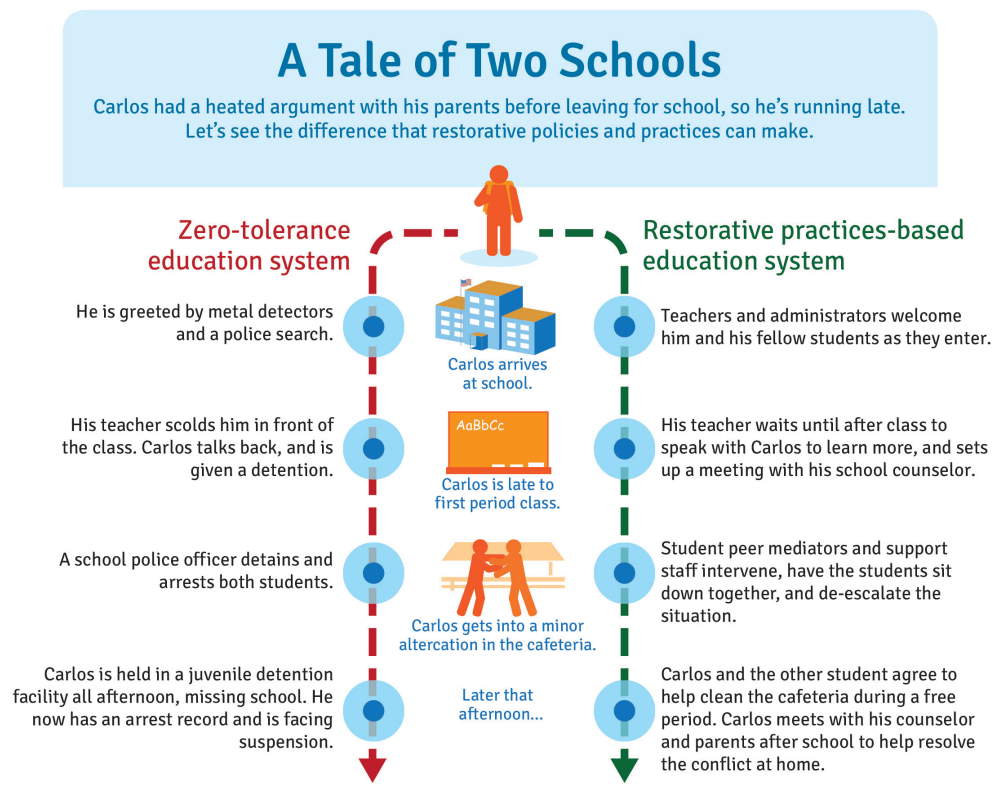 A Tale of Two Schools
Carlos had a heated argument with his parents before leaving for school, so he's running late.
Let's see the difference that restorative policies and practices can make.
Zero-tolerance
education system
Restorative practices-based
education system
He is greeted by metal detectors
and a police search.
Carlos arrives
at school.
Teachers and administrators welcome
him and his fellow students as they enter.
His teacher scolds him in front of
the class. Carlos talks back, and is
given a detention.
AaBbCc
Carlos is late to
first period class.
His teacher waits until after class to
speak with Carlos to learn more, and sets
up a meeting with his school counselor.
A school police officer detains and
arrests both students.
Carlos gets into a minor
altercation in the cafeteria.
Student peer mediators and support
staff intervene, have the students sit
down together, and de-escalate the
situation.
Carlos is held in a juvenile detention
facility all afternoon, missing school. He
now has an arrest record and is facing
suspension.
Later that
afternoon...
Carlos and the other student agree to
help clean the cafeteria during a free
period. Carlos meets with his counselor
and parents after school to help resolve
the conflict at home.